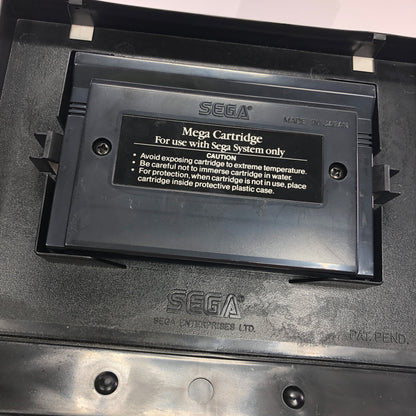 SEGA®
MADE IN JAPAN
Mega Cartridge
For use with Sega System only
CAUTION
• Avoid exposing cartridge to extreme temperature.
• Be careful not to immerse cartridge in water.
• For protection, when cartridge is not in use, place
cartridge inside protective plastic case.
SEGA
SEGA ENTERPRISES LTD.
PAT. PEND.